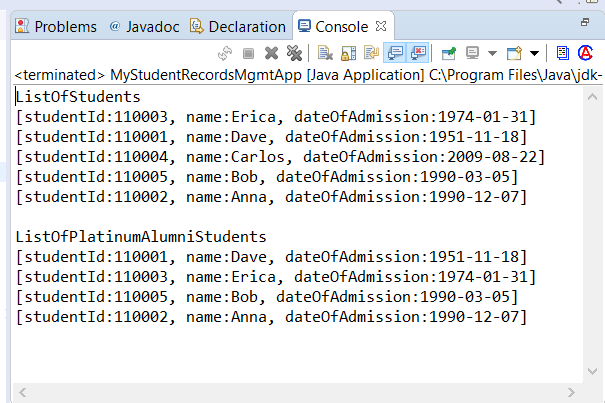 Problems @ Javadoc Declaration Console
<terminated> MyStudentRecordsMgmtApp [Java Application] C:\Program Files\Java\jdk-
ListOfStudents
[studentId:110003, name:Erica, dateOfAdmission:1974-01-31]
[studentId:110001, name:Dave, dateOfAdmission:1951-11-18]
[studentId:110004, name:Carlos, dateOfAdmission:2009-08-22]
[studentId:110005, name:Bob, dateOfAdmission:1990-03-05]
[studentId:110002, name:Anna, dateOfAdmission:1990-12-07]
ListOfPlatinumAlumniStudents
[studentId:110001, name:Dave, dateOfAdmission:1951-11-18]
[studentId:110003, name:Erica, dateOfAdmission:1974-01-31]
[studentId:110005, name:Bob, dateOfAdmission:1990-03-05]
[studentId:110002, name:Anna, dateOfAdmission:1990-12-07]